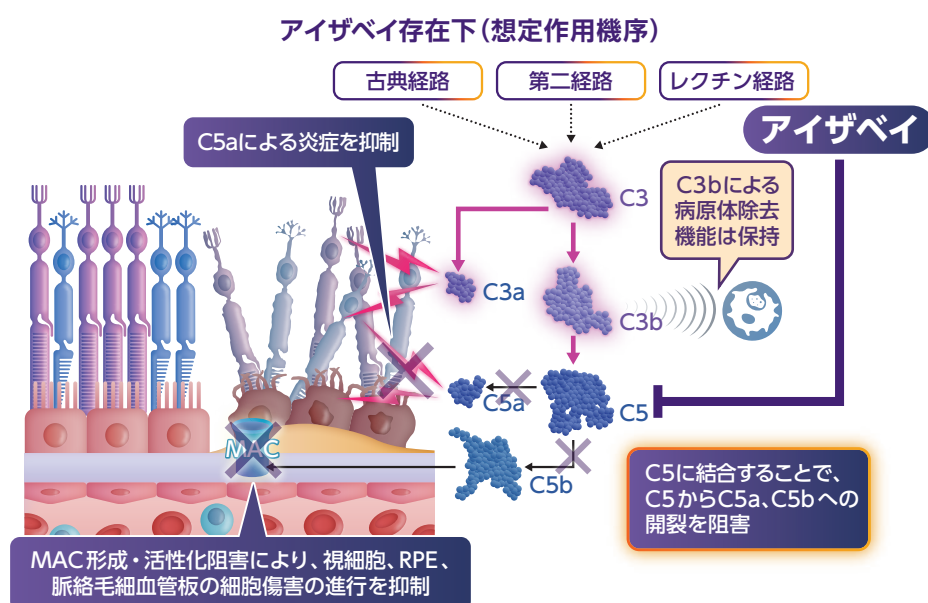 アイザベイ存在下(想定作用機序)
古典経路
第二経路
レクチン経路
アイザベイ
C5aによる炎症を抑制
C3
C3bによる
病原体除去
機能は保持
C3a
C3b
C5a
C5
C5b
MAC
C5に結合することで、
C5からC5a、C5bへの
開裂を阻害
MAC形成・活性化阻害により、視細胞、RPE、
脈絡毛細血管板の細胞傷害の進行を抑制